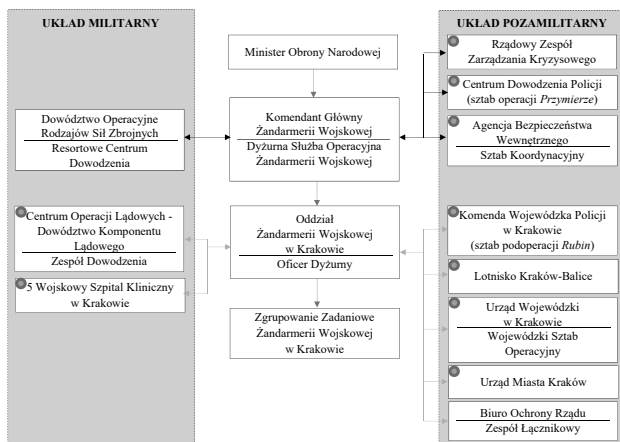 UKŁAD MILITARNY
Dowództwo Operacyjne
Rodzajów Sił Zbrojnych
Resortowe Centrum
Dowodzenia
Centrum Operacji Lądowych -
Dowództwo Komponentu
Lądowego
Zespół Dowodzenia
5 Wojskowy Szpital Kliniczny
w Krakowie
Minister Obrony Narodowej
Komendant Główny
Żandarmerii Wojskowej
Dyżurna Służba Operacyjna
Żandarmerii Wojskowej
Oddział
Żandarmerii Wojskowej
w Krakowie
Oficer Dyżurny
Zgrupowanie Zadaniowe
Żandarmerii Wojskowej
w Krakowie
UKŁAD POZAMILITARNY
Rządowy Zespół
Zarządzania Kryzysowego
Centrum Dowodzenia Policji
(sztab operacji Przymierze)
Agencja Bezpieczeństwa
Wewnętrznego
Sztab Koordynacyjny
Komenda Wojewódzka Policji
w Krakowie
(sztab podoperacji Rubin)
Lotnisko Kraków-Balice
Urząd Wojewódzki
w Krakowie
Wojewódzki Sztab
Operacyjny
Urząd Miasta Kraków
Biuro Ochrony Rządu
Zespół Łącznikowy